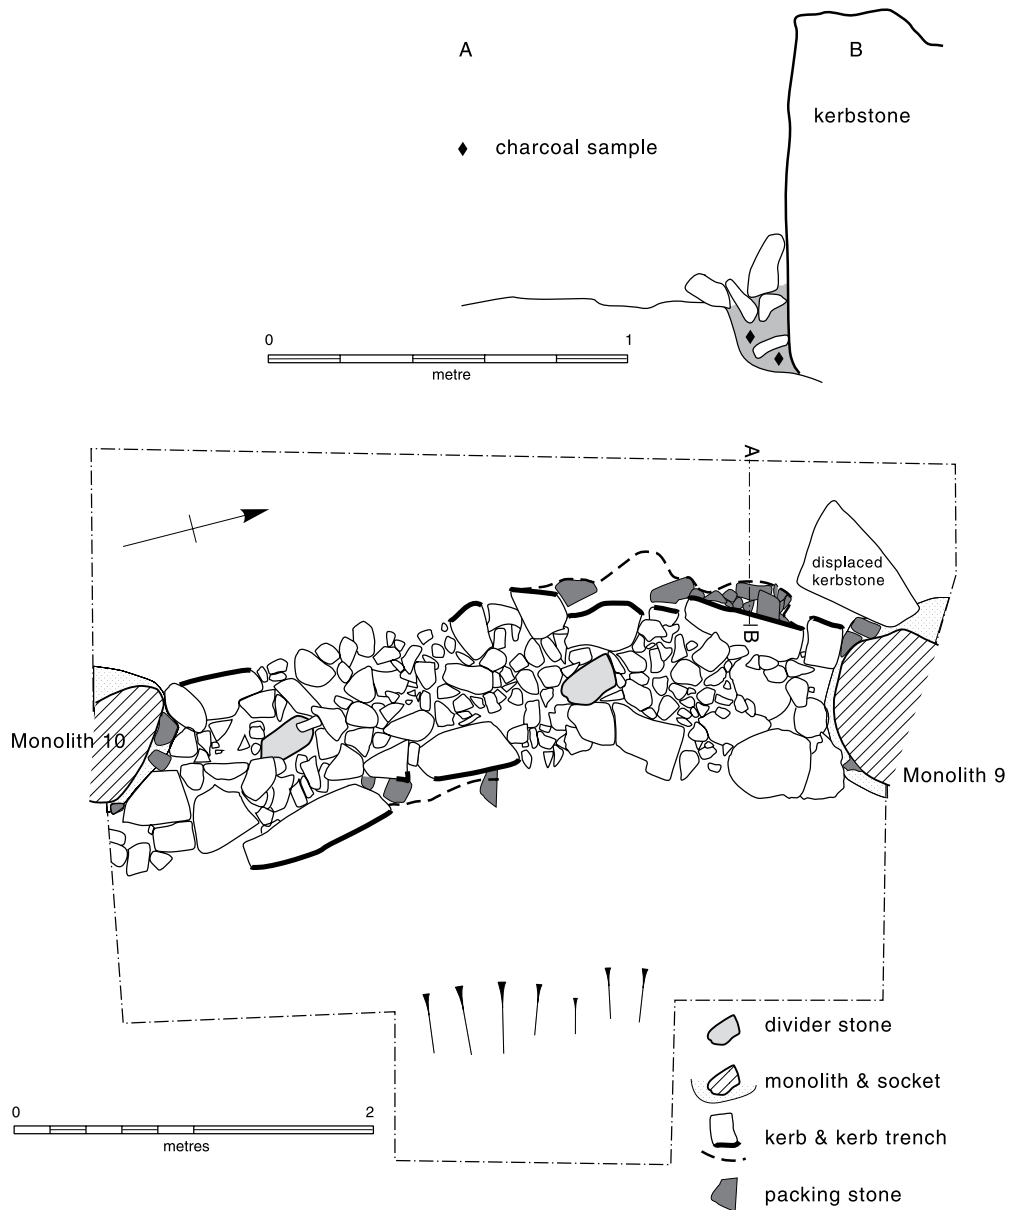 A
B
kerbstone
charcoal sample
0 1
metre
A
displaced
kerbstone
B
Monolith 10
Monolith 9
divider stone
monolith & socket
0 2
metres
kerb & kerb trench
packing stone